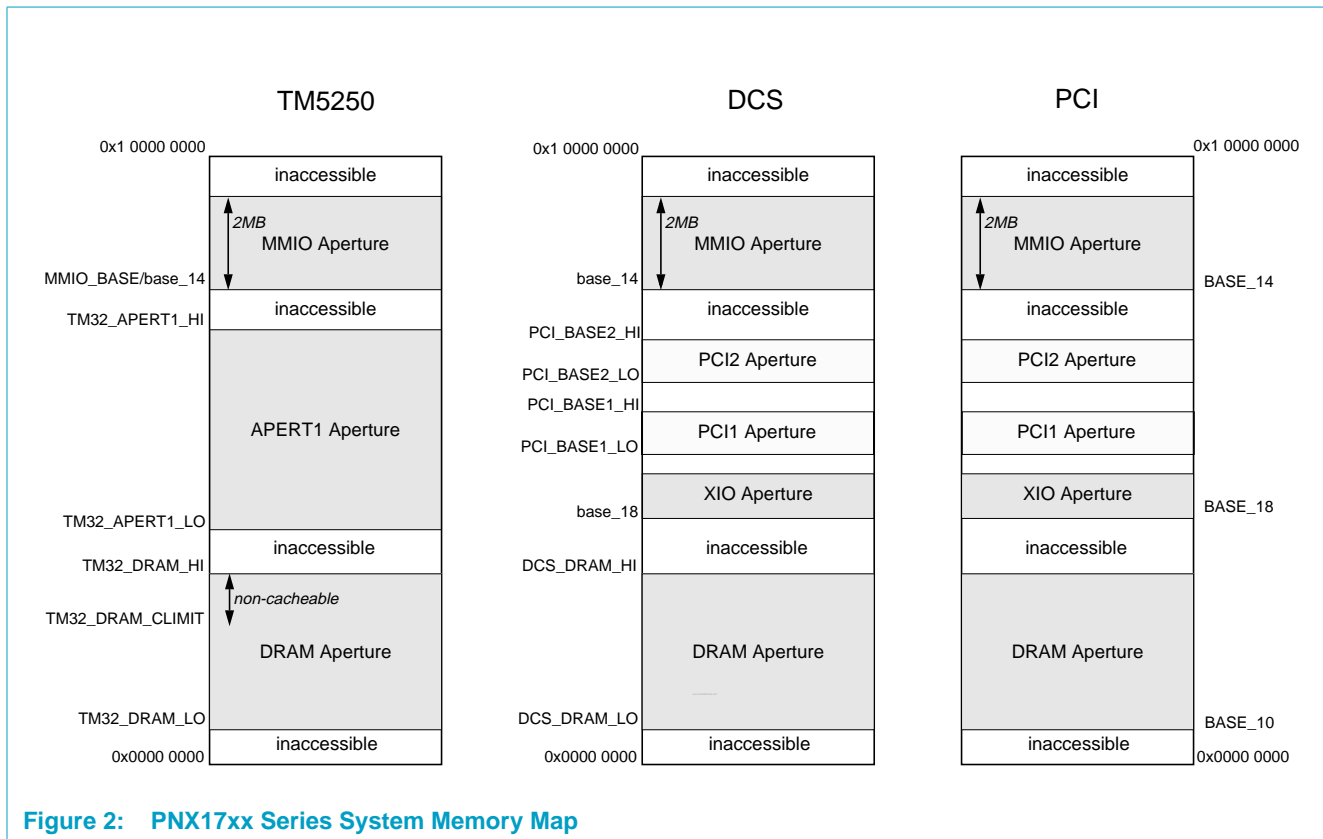 TM5250
DCS
PCI
0x1 0000 0000
0x1 0000 0000
0x1 0000 0000
inaccessible
2MB
MMIO Aperture
MMIO_BASE/base_14
inaccessible
TM32_APERT1_HI
APERT1 Aperture
TM32_APERT1_LO
inaccessible
TM32_DRAM_HI
non-cacheable
TM32_DRAM_CLIMIT
DRAM Aperture
TM32_DRAM_LO
inaccessible
0x0000 0000
inaccessible
2MB
MMIO Aperture
base_14
inaccessible
PCI_BASE2_HI
PCI2 Aperture
PCI_BASE2_LO
PCI_BASE1_HI
PCI1 Aperture
PCI_BASE1_LO
XIO Aperture
base_18
inaccessible
DCS_DRAM_HI
DRAM Aperture
DCS_DRAM_LO
inaccessible
0x0000 0000
inaccessible
2MB
MMIO Aperture
BASE_14
inaccessible
PCI2 Aperture
PCI1 Aperture
XIO Aperture
BASE_18
inaccessible
DRAM Aperture
BASE_10
inaccessible
0x0000 0000
Figure 2: PNX17xx Series System Memory Map